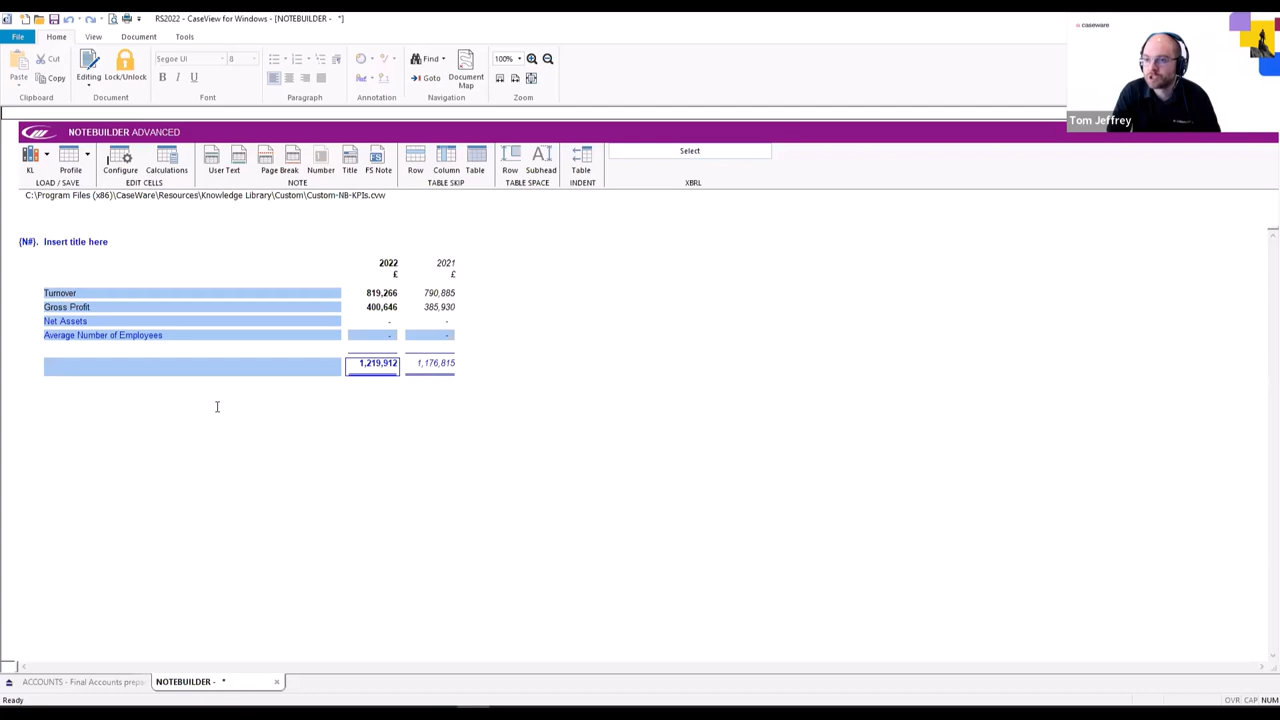 RS2022 - CaseView for Windows - [NOTEBUILDER - *]
File Home View Document Tools
Paste Cut Copy Editing Lock/Unlock Segoe UI 8 B I U Find Goto Document Map 100%
Clipboard Document Font Paragraph Annotation Navigation Zoom
caseware
Tom Jeffrey
NOTEBUILDER ADVANCED
KL Profile Configure Calculations User Text Page Break Number Title FS Note Row Column Table Row Subhead Table Select
LOAD / SAVE EDIT CELLS NOTE TABLE SKIP TABLE SPACE INDENT XBRL
C:\Program Files (x86)\CaseWare\Resources\Knowledge Library\Custom\Custom-NB-KPIs.cvw
{N#}. Insert title here
2022 2021
£ £
Turnover 819,266 790,885
Gross Profit 400,646 385,930
Net Assets - -
Average Number of Employees - -
1,219,912 1,176,815
ACCOUNTS - Final Accounts prepa NOTEBUILDER - * ×
Ready OVR CAP NUM